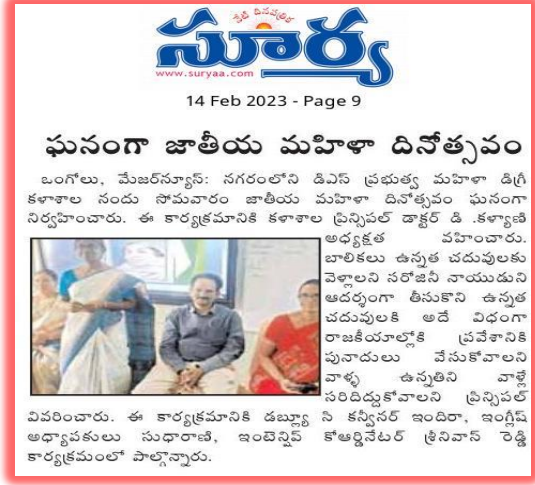 స్వేచ్ఛ దినపత్రిక
సూర్య
www.suryaa.com
14 Feb 2023 - Page 9
ఘనంగా జాతీయ మహిళా దినోత్సవం
ఒంగోలు, మేజర్‌న్యూస్: నగరంలోని డిఎస్ ప్రభుత్వ మహిళా డిగ్రీ
కళాశాల నందు సోమవారం జాతీయ మహిళా దినోత్సవం ఘనంగా
నిర్వహించారు. ఈ కార్యక్రమానికి కళాశాల ప్రిన్సిపల్ డాక్టర్ డి .కళ్యాణి
అధ్యక్షత వహించారు.
బాలికలు ఉన్నత చదువులకు
వెళ్లాలని సరోజినీ నాయుడుని
ఆదర్శంగా తీసుకొని ఉన్నత
చదువులకి అదే విధంగా
రాజకీయాల్లోకి ప్రవేశానికి
పునాదులు వేసుకోవాలని
వాళ్ళ ఉన్నతిని వాళ్లే
సరిదిద్దుకోవాలని ప్రిన్సిపల్
వివరించారు. ఈ కార్యక్రమానికి డబ్ల్యూ సి కన్వీనర్ ఇందిరా, ఇంగ్లీష్
అధ్యాపకులు సుధారాణి, ఇంటెన్షిప్ కోఆర్డినేటర్ శ్రీనివాస్ రెడ్డి
కార్యక్రమంలో పాల్గొన్నారు.